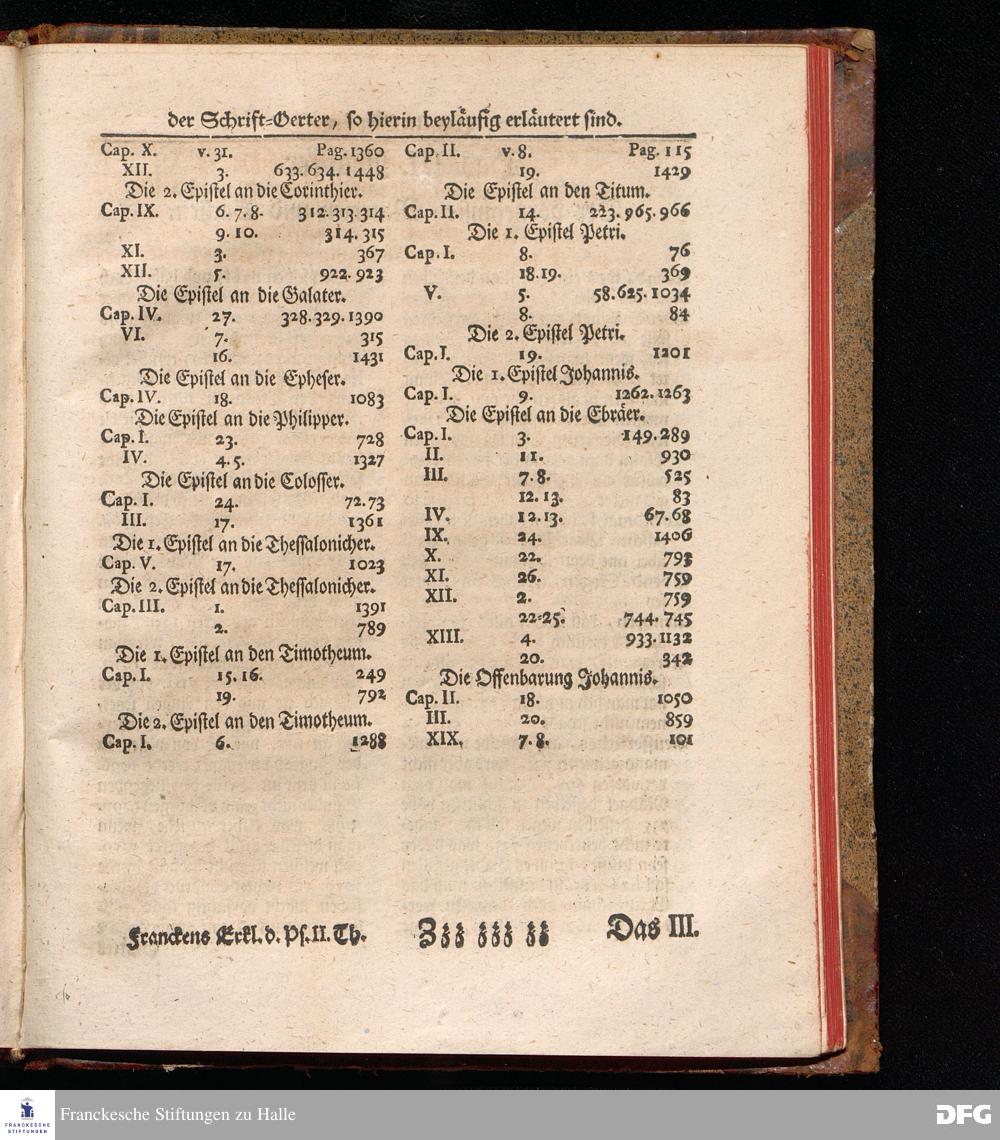 der Schrift-Oerter, so hierin beyläufig erläutert sind.
Cap. X. v. 31. Pag. 1360
XII. 3. 633. 634. 1448
Die 2. Epistel an die Corinthier.
Cap. IX. 6. 7. 8. 312. 313. 314
9. 10. 314. 315
XI. 3. 367
XII. 5. 922. 923
Die Epistel an die Galater.
Cap. IV. 27. 328. 329. 1390
VI. 7. 315
16. 1431
Die Epistel an die Epheser.
Cap. IV. 18. 1083
Die Epistel an die Philipper.
Cap. I. 23. 728
IV. 4. 5. 1327
Die Epistel an die Colosser.
Cap. I. 24. 72. 73
III. 17. 1361
Die 1. Epistel an die Thessalonicher.
Cap. V. 17. 1023
Die 2. Epistel an die Thessalonicher.
Cap. III. 1. 1391
2. 789
Die 1. Epistel an den Timotheum.
Cap. I. 15. 16. 249
19. 792
Die 2. Epistel an den Timotheum.
Cap. I. 6. 1288
Cap. II. v. 8. Pag. 115
19. 1429
Die Epistel an den Titum.
Cap. II. 14. 223. 965. 966
Die 1. Epistel Petri.
Cap. I. 8. 76
18. 19. 369
V. 5. 58. 625. 1034
8. 84
Die 2. Epistel Petri.
Cap. I. 19. 1201
Die 1. Epistel Johannis.
Cap. I. 9. 1262. 1263
Die Epistel an die Ebräer.
Cap. I. 3. 149. 289
II. 11. 930
III. 7. 8. 525
12. 13. 83
IV. 12. 13. 67. 68
IX. 24. 1406
X. 22. 793
XI. 26. 759
XII. 2. 759
22-25. 744. 745
XIII. 4. 933. 1132
20. 342
Die Offenbarung Johannis.
Cap. II. 18. 1050
III. 20. 859
XIX. 7. 8. 101
Franckens Erkl. d. Ps. II. Th. Zzz zzz zz Das III.
Franckesche Stiftungen zu Halle
FRANCKESCHE
STIFTUNGEN
DFG